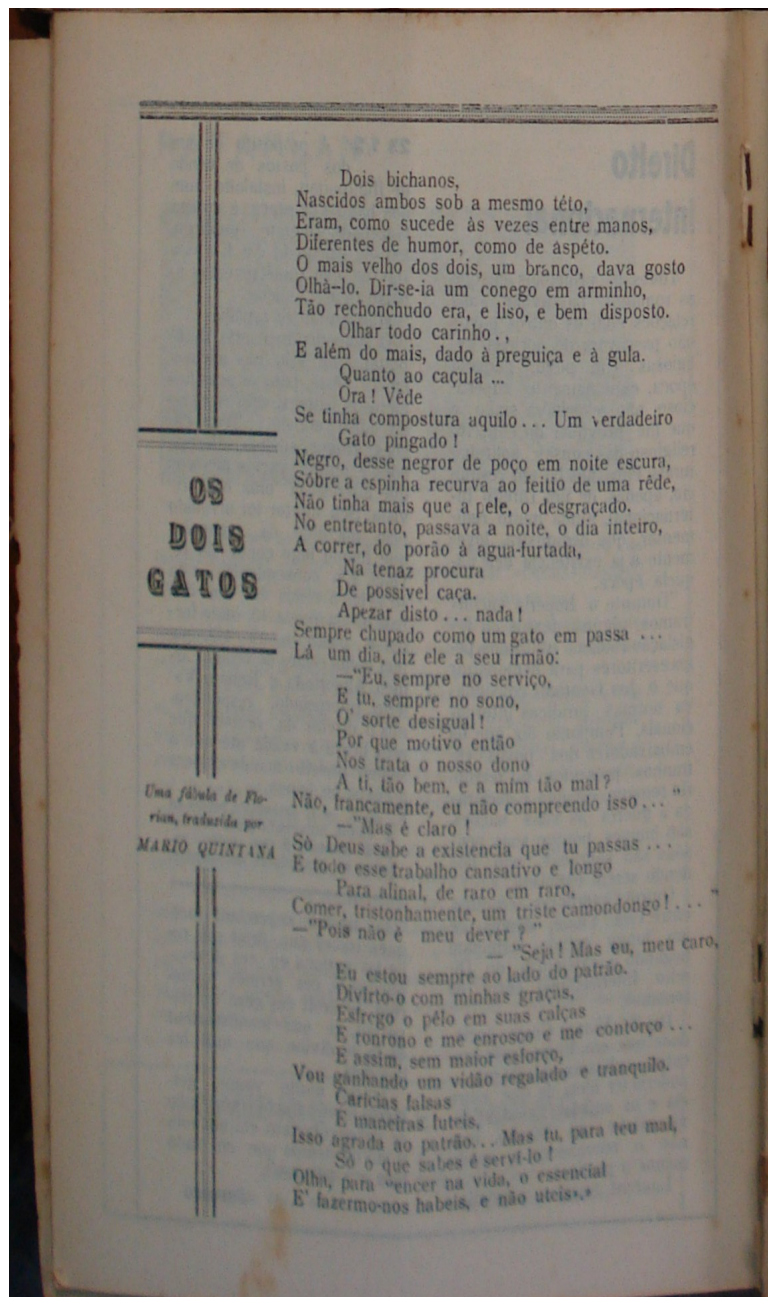 OS
DOIS
GATOS
Uma fábula de Flo-
rian, traduzida por
MARIO QUINTANA
Dois bichanos,
Nascidos ambos sob a mesmo této,
Eram, como sucede às vezes entre manos,
Diferentes de humor, como de aspéto.
O mais velho dos dois, um branco, dava gosto
Olhà-lo. Dir-se-ia um conego em arminho,
Tão rechonchudo era, e liso, e bem disposto.
Olhar todo carinho.,
E além do mais, dado à preguiça e à gula.
Quanto ao caçula ...
Ora! Vêde
Se tinha compostura aquilo... Um verdadeiro
Gato pingado!
Negro, desse negror de poço em noite escura,
Sôbre a espinha recurva ao feitio de uma rêde,
Não tinha mais que a pele, o desgraçado.
No entretanto, passava a noite, o dia inteiro,
A correr, do porão à agua-furtada,
Na tenaz procura
De possivel caça.
Apezar disto... nada!
Sempre chupado como um gato em passa ...
Lá um dia, diz ele a seu irmão:
—"Eu, sempre no serviço,
E tu, sempre no sono,
O' sorte desigual!
Por que motivo então
Nos trata o nosso dono
A ti, tão bem, e a mim tão mal?
Não, francamente, eu não compreendo isso... "
—"Mas é claro !
Só Deus sabe a existencia que tu passas ...
E todo esse trabalho cansativo e longo
Para afinal, de raro em raro,
Comer, tristonhamente, um triste camondongo!... "
—"Pois não é meu dever ? "
— "Seja! Mas eu, meu caro,
Eu estou sempre ao lado do patrão.
Divirto-o com minhas graças,
Esfrego o pêlo em suas calças
E ronrono e me enrosco e me contorço ...
E assim, sem maior esforço,
Vou ganhando um vidão regalado e tranquilo.
Caricias falsas
E maneiras futeis,
Isso agrada ao patrão... Mas tu, para teu mal,
Só o que sabes é serví-lo !
Olha, para vencer na vida, o essencial
E' fazermo-nos habeis, e não uteis».»